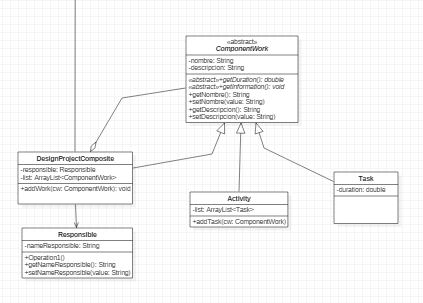 «abstract»
ComponentWork
-nombre: String
-descripcion: String
«abstract»+getDuration(): double
«abstract»+getInformation(): void
+getNombre(): String
+setNombre(value: String)
+getDescripcion(): String
+setDescripcion(value: String)
DesignProjectComposite
-responsible: Responsible
-list: ArrayList<ComponentWork>
+addWork(cw: ComponentWork): void
Activity
-list: ArrayList<Task>
+addTask(cw: ComponentWork)
Task
-duration: double
Responsible
-nameResponsible: String
+Operation1()
+getNameResponsible(): String
+setNameResponsible(value: String)